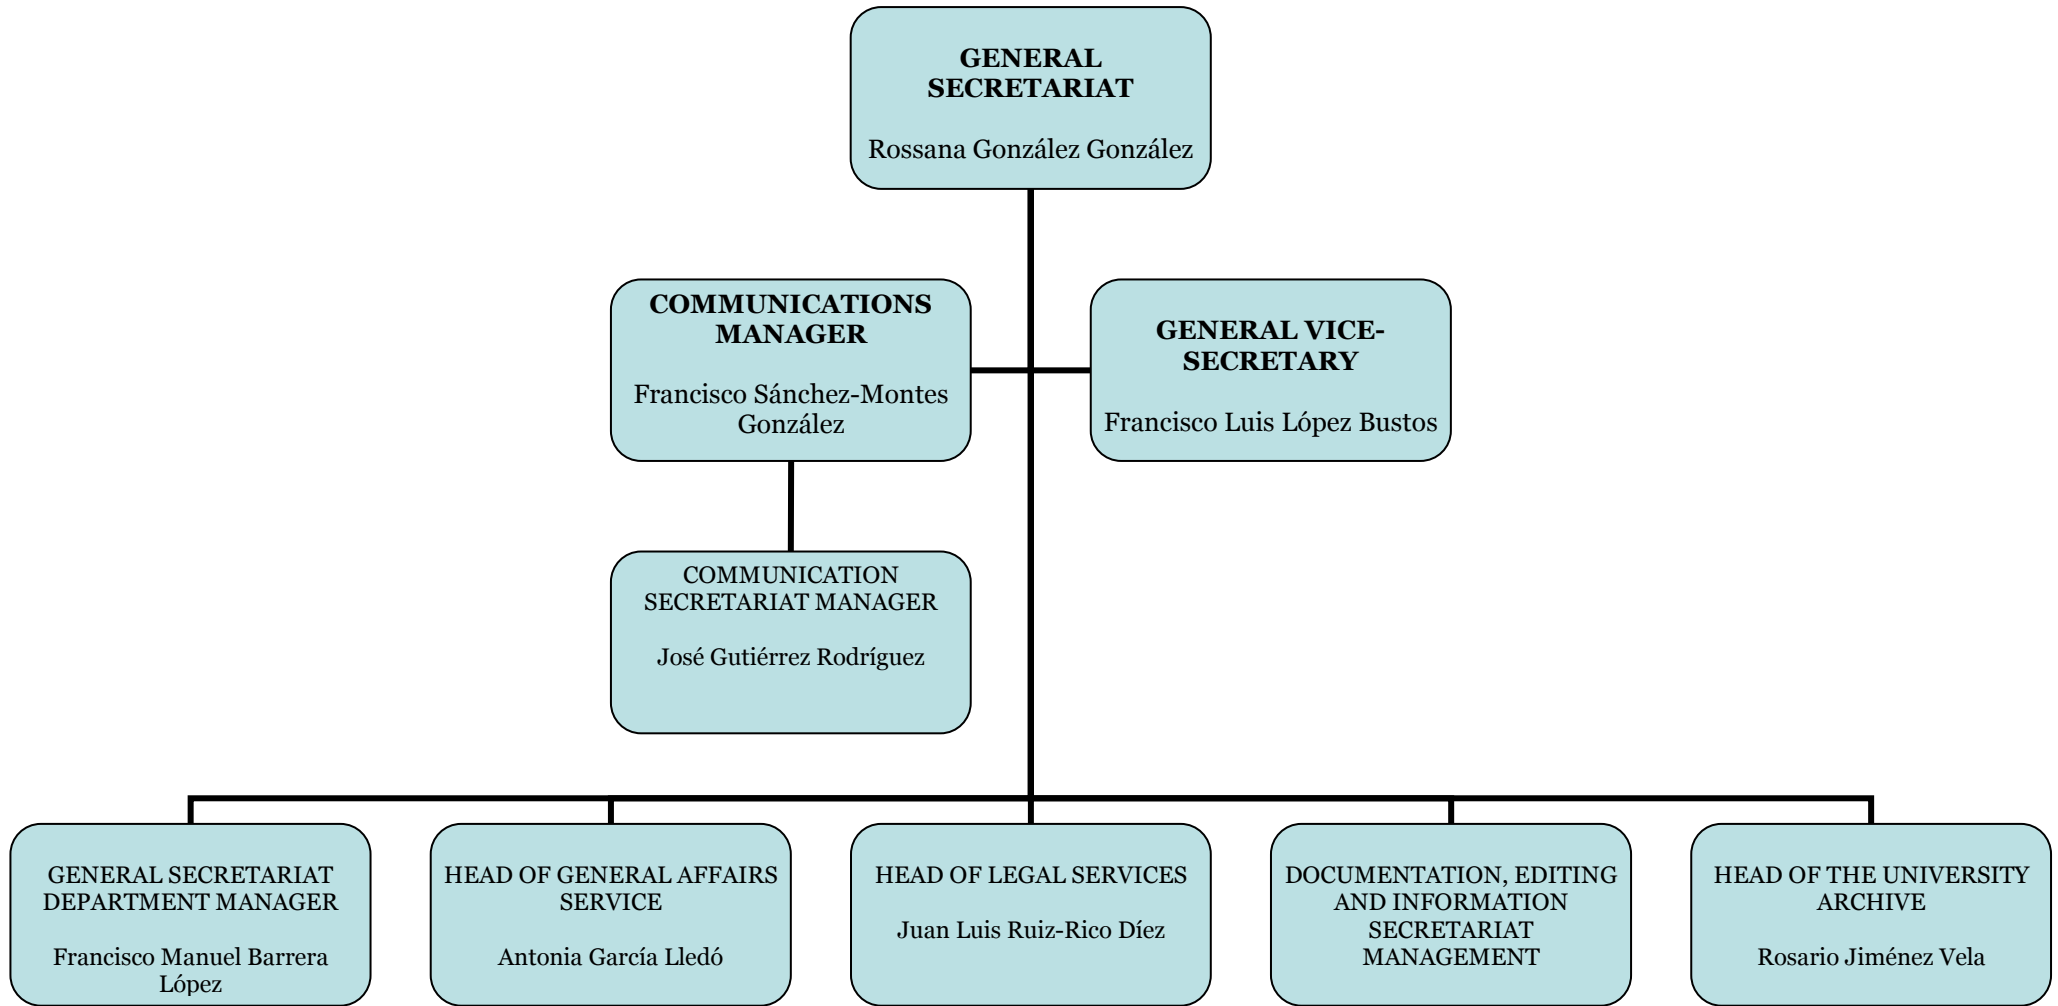 GENERAL
SECRETARIAT
Rossana González González
COMMUNICATIONS
MANAGER
Francisco Sánchez-Montes
González
GENERAL VICE-
SECRETARY
Francisco Luis López Bustos
COMMUNICATION
SECRETARIAT MANAGER
José Gutiérrez Rodríguez
GENERAL SECRETARIAT
DEPARTMENT MANAGER
Francisco Manuel Barrera
López
HEAD OF GENERAL AFFAIRS
SERVICE
Antonia García Lledó
HEAD OF LEGAL SERVICES
Juan Luis Ruiz-Rico Díez
DOCUMENTATION, EDITING
AND INFORMATION
SECRETARIAT
MANAGEMENT
HEAD OF THE UNIVERSITY
ARCHIVE
Rosario Jiménez Vela